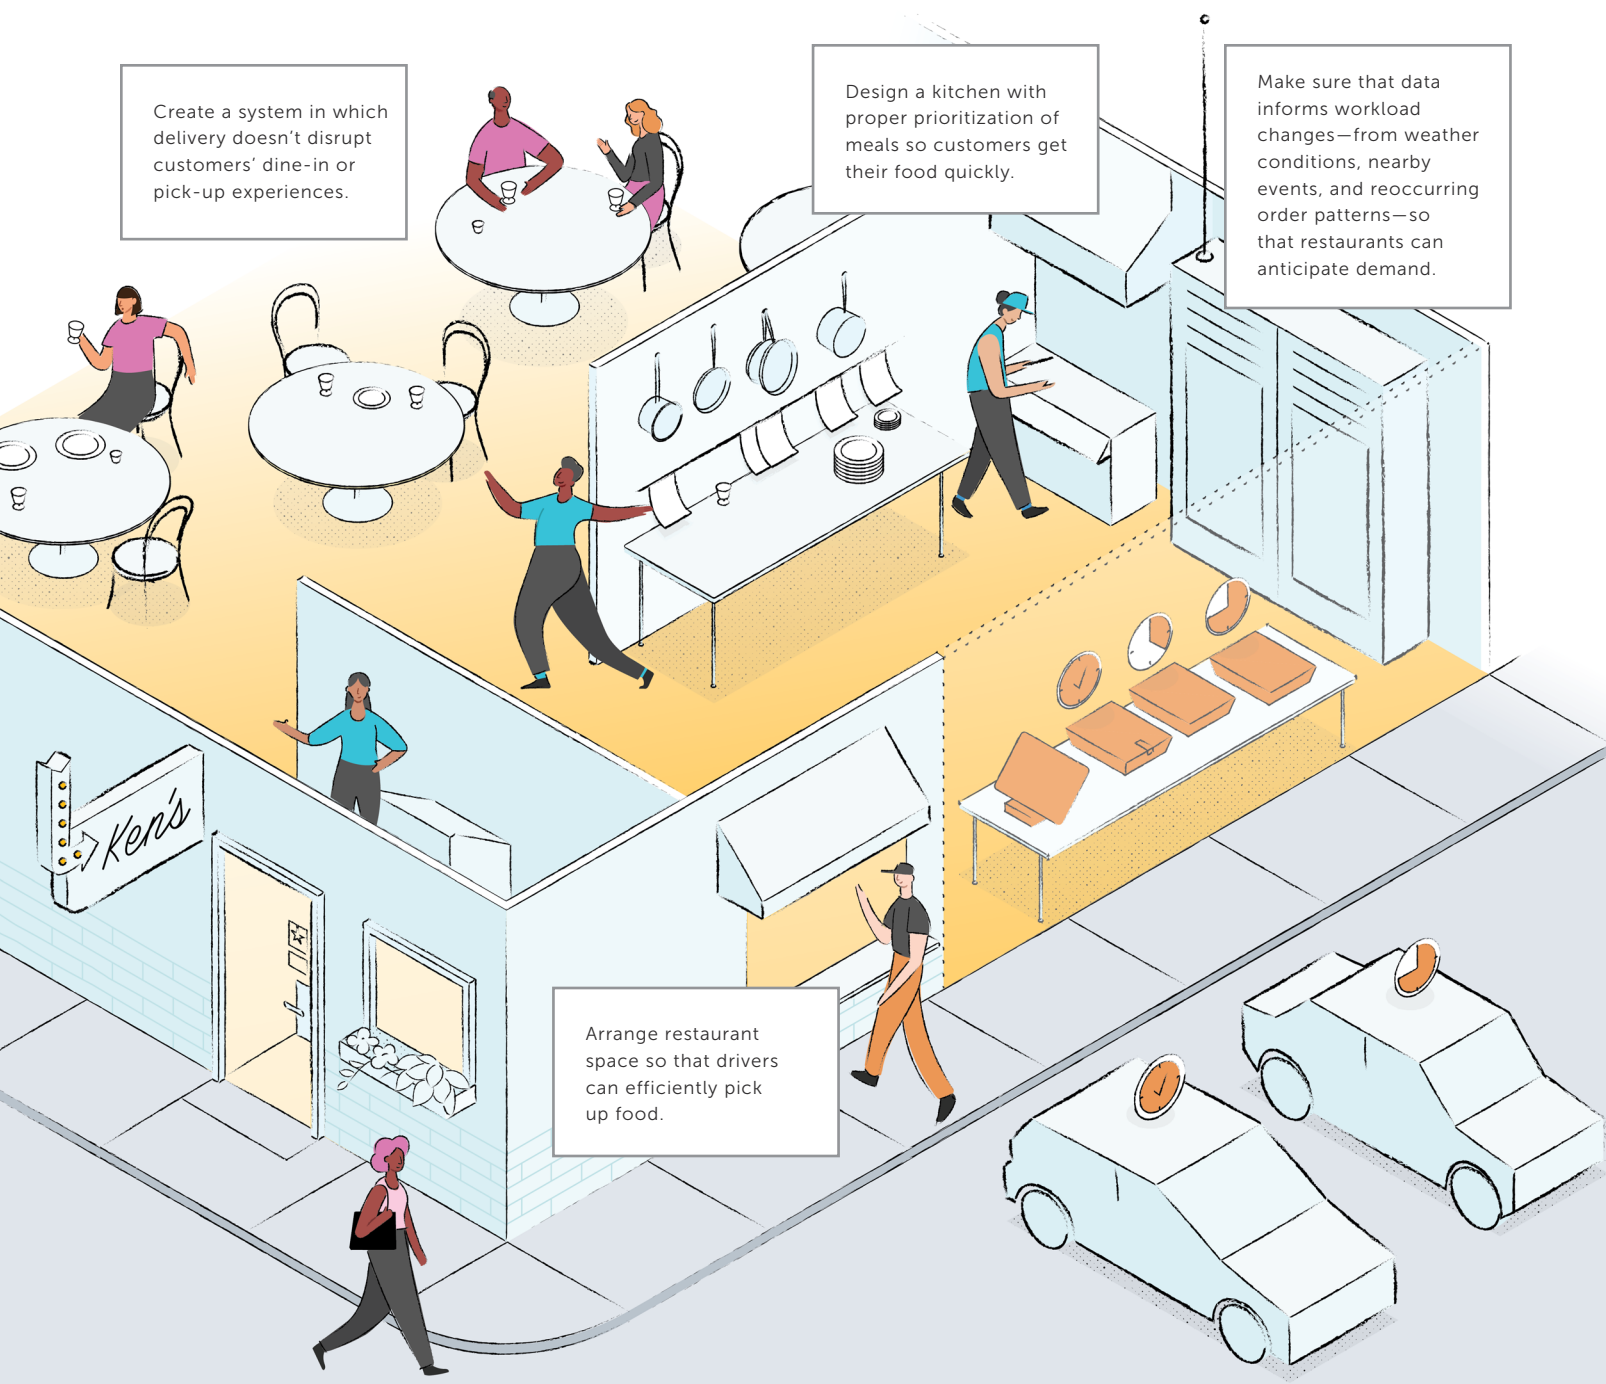 Create a system in which
delivery doesn’t disrupt
customers’ dine-in or
pick-up experiences.
Design a kitchen with
proper prioritization of
meals so customers get
their food quickly.
Make sure that data
informs workload
changes—from weather
conditions, nearby
events, and reoccurring
order patterns—so
that restaurants can
anticipate demand.
Ken's
Arrange restaurant
space so that drivers
can efficiently pick
up food.